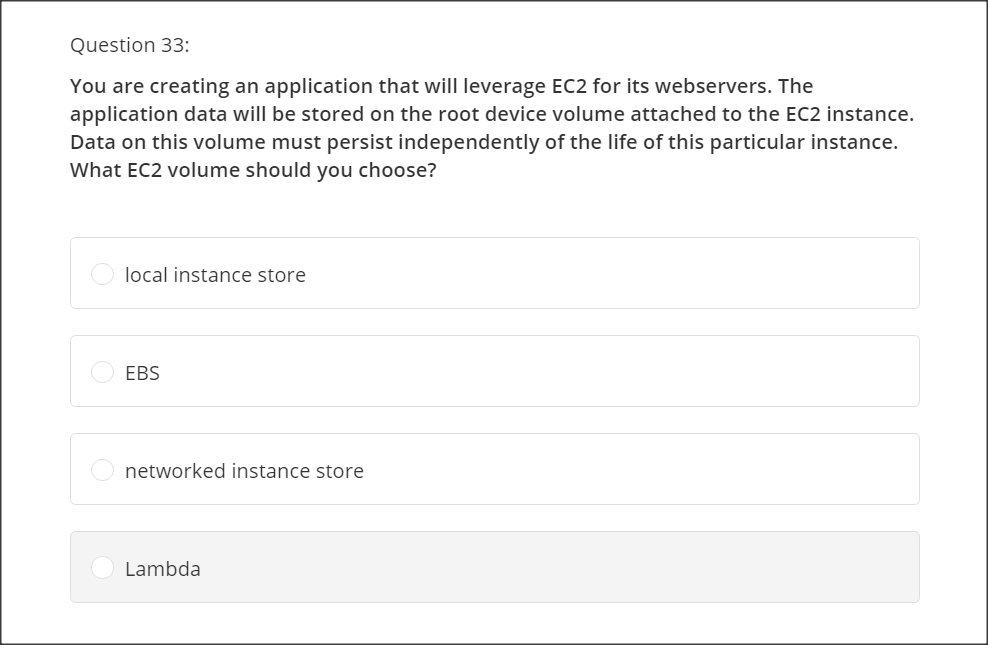 Question 33:
You are creating an application that will leverage EC2 for its webservers. The
application data will be stored on the root device volume attached to the EC2 instance.
Data on this volume must persist independently of the life of this particular instance.
What EC2 volume should you choose?
local instance store
EBS
networked instance store
Lambda